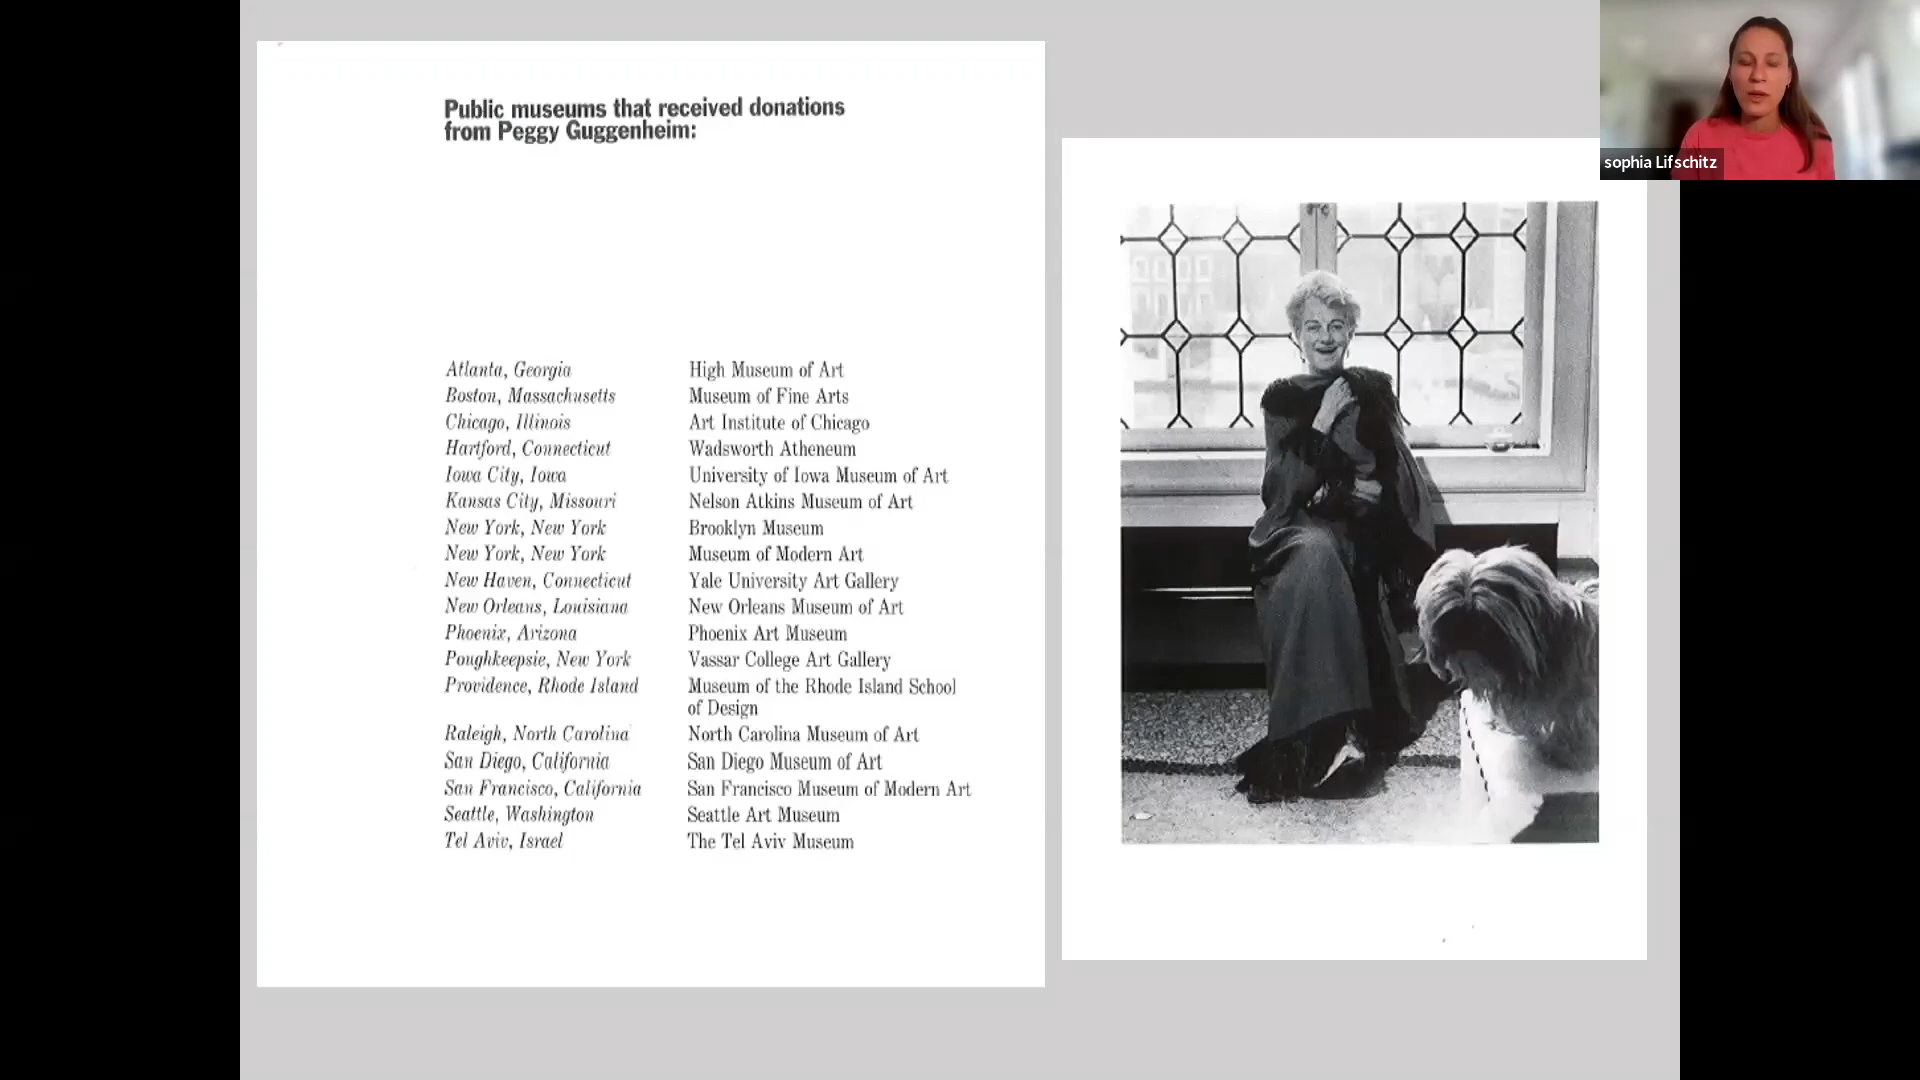 Public museums that received donations
from Peggy Guggenheim:
Atlanta, Georgia High Museum of Art
Boston, Massachusetts Museum of Fine Arts
Chicago, Illinois Art Institute of Chicago
Hartford, Connecticut Wadsworth Atheneum
Iowa City, Iowa University of Iowa Museum of Art
Kansas City, Missouri Nelson Atkins Museum of Art
New York, New York Brooklyn Museum
New York, New York Museum of Modern Art
New Haven, Connecticut Yale University Art Gallery
New Orleans, Louisiana New Orleans Museum of Art
Phoenix, Arizona Phoenix Art Museum
Poughkeepsie, New York Vassar College Art Gallery
Providence, Rhode Island Museum of the Rhode Island School
of Design
Raleigh, North Carolina North Carolina Museum of Art
San Diego, California San Diego Museum of Art
San Francisco, California San Francisco Museum of Modern Art
Seattle, Washington Seattle Art Museum
Tel Aviv, Israel The Tel Aviv Museum
sophia Lifschitz